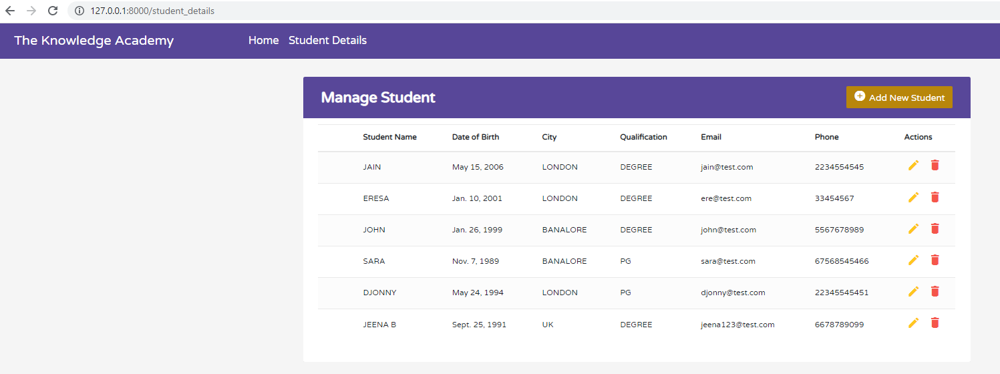 127.0.0.1:8000/student_details
The Knowledge Academy Home Student Details
Manage Student Add New Student
Student Name Date of Birth City Qualification Email Phone Actions
JAIN May 15, 2006 LONDON DEGREE jain@test.com 2234554545
ERESA Jan. 10, 2001 LONDON DEGREE ere@test.com 33454567
JOHN Jan. 26, 1999 BANALORE DEGREE john@test.com 5567678989
SARA Nov. 7, 1989 BANALORE PG sara@test.com 67568545466
DJONNY May 24, 1994 LONDON PG djonny@test.com 22345545451
JEENA B Sept. 25, 1991 UK DEGREE jeena123@test.com 6678789099